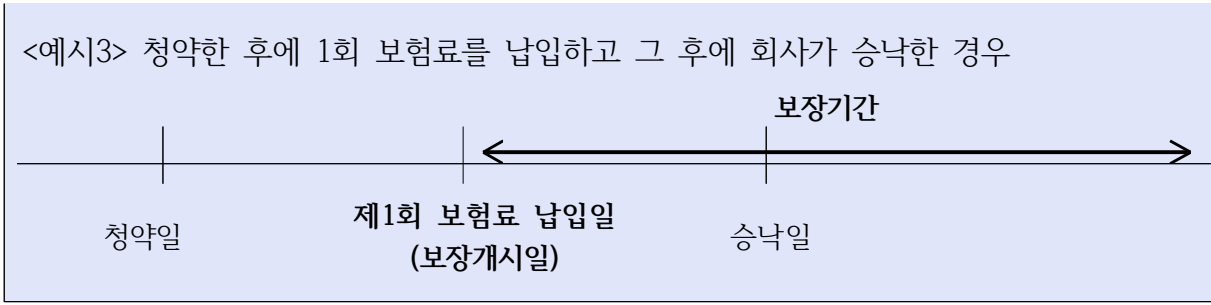 <예시3> 청약한 후에 1회 보험료를 납입하고 그 후에 회사가 승낙한 경우
보장기간
청약일
제1회 보험료 납입일
(보장개시일)
승낙일